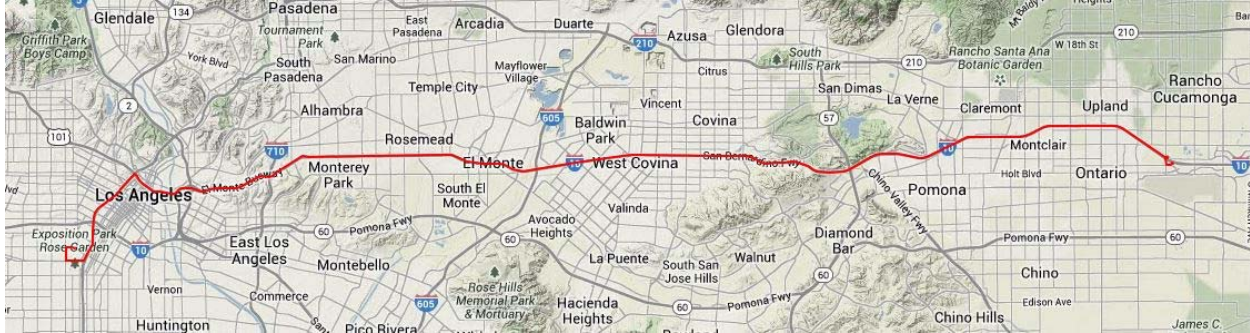 Glendale
134
Pasadena
East
Pasadena
Arcadia
Duarte
Azusa
Glendora
210
Griffith Park
Boys Camp
Tournament
Park
York Blvd
South
Pasadena
San Marino
Mayflower
Village
210
Citrus
South
Hills Park
210
Rancho Santa Ana
Botanic Garden
W 18th St
Rancho
Cucamonga
2
Alhambra
Temple City
605
Vincent
San Dimas
La Verne
Claremont
Upland
101
Rosemead
Baldwin
Park
Covina
57
710
El Monte
10
West Covina
San Bernardino Fwy
10
Montclair
10
Monterey
Park
El Monte Busway
Los Angeles
South El
Monte
Holt Blvd
Ontario
Pomona
Chino Valley Fwy
Exposition Park
Rose Garden
10
East Los
Angeles
60
Pomona Fwy
Avocado
Heights
Valinda
60
Diamond
Bar
Pomona Fwy
60
Montebello
La Puente
South San
Jose Hills
Walnut
Chino
Vernon
Commerce
605
Rose Hills
Memorial Park
& Mortuary
Hacienda
Heights
60
Pomona Fwy
60
Edison Ave
Huntington
Pico Rivera
Chino Hills
James C.